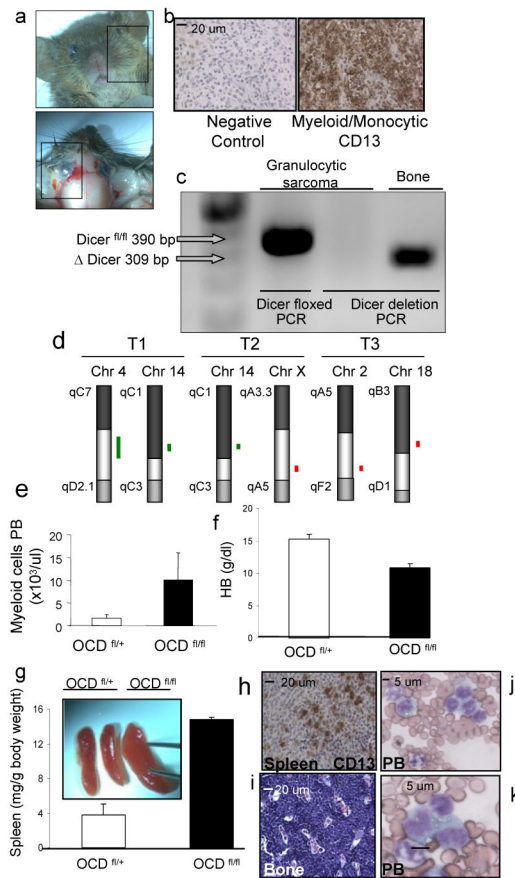 a
b
20 um
Negative
Control
Myeloid/Monocytic
CD13
c
Granulocytic
sarcoma
Bone
Dicer fl/fl 390 bp
Δ Dicer 309 bp
Dicer floxed
PCR
Dicer deletion
PCR
d
T1 T2 T3
Chr 4 Chr 14 Chr 14 Chr X Chr 2 Chr 18
qC7 qC1 qC1 qA3.3 qA5 qB3
qD2.1 qC3 qC3 qA5 qF2 qD1
e
Myeloid cells PB
(x10³/ul)
20
15
10
5
0
OCD fl/+ OCD fl/fl
f
HB (g/dl)
20
15
10
5
0
OCD fl/+ OCD fl/fl
g
OCD fl/+ OCD fl/fl
Spleen (mg/g body weight)
16
12
8
4
0
OCD fl/+ OCD fl/fl
h
20 um
Spleen CD13
5 um
PB
j
i
20 um
Bone
5 um
PB
k